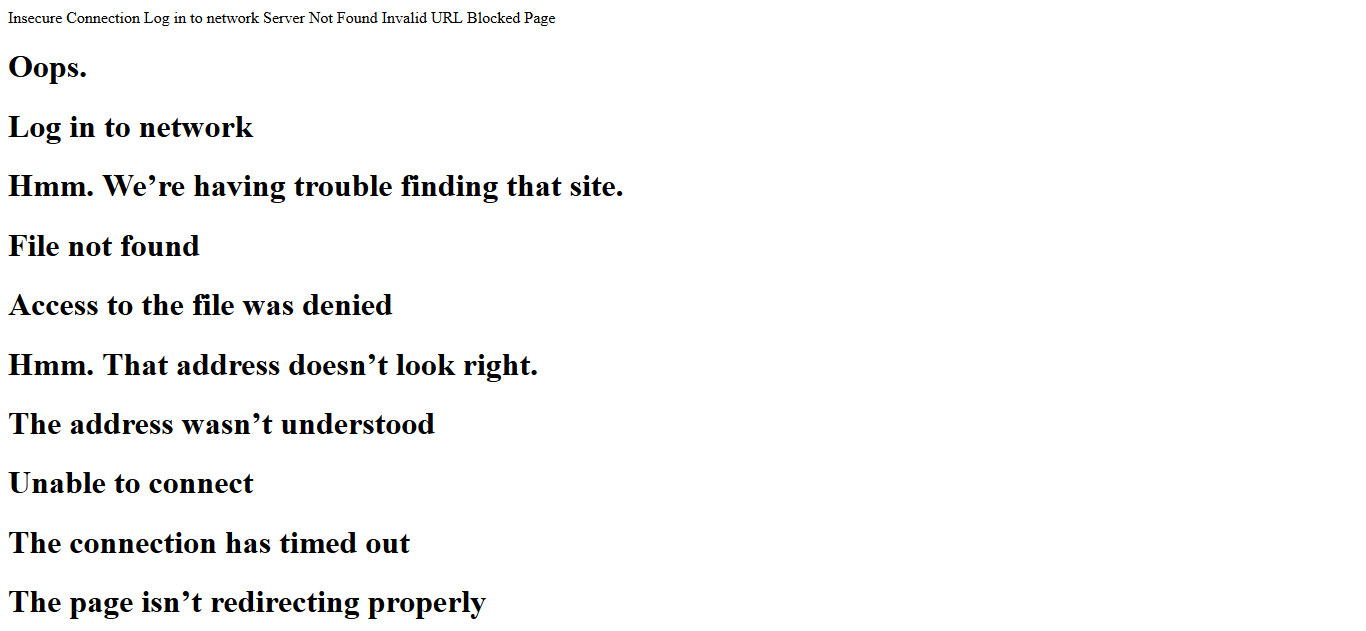 Insecure Connection Log in to network Server Not Found Invalid URL Blocked Page
Oops.
Log in to network
Hmm. We’re having trouble finding that site.
File not found
Access to the file was denied
Hmm. That address doesn’t look right.
The address wasn’t understood
Unable to connect
The connection has timed out
The page isn’t redirecting properly